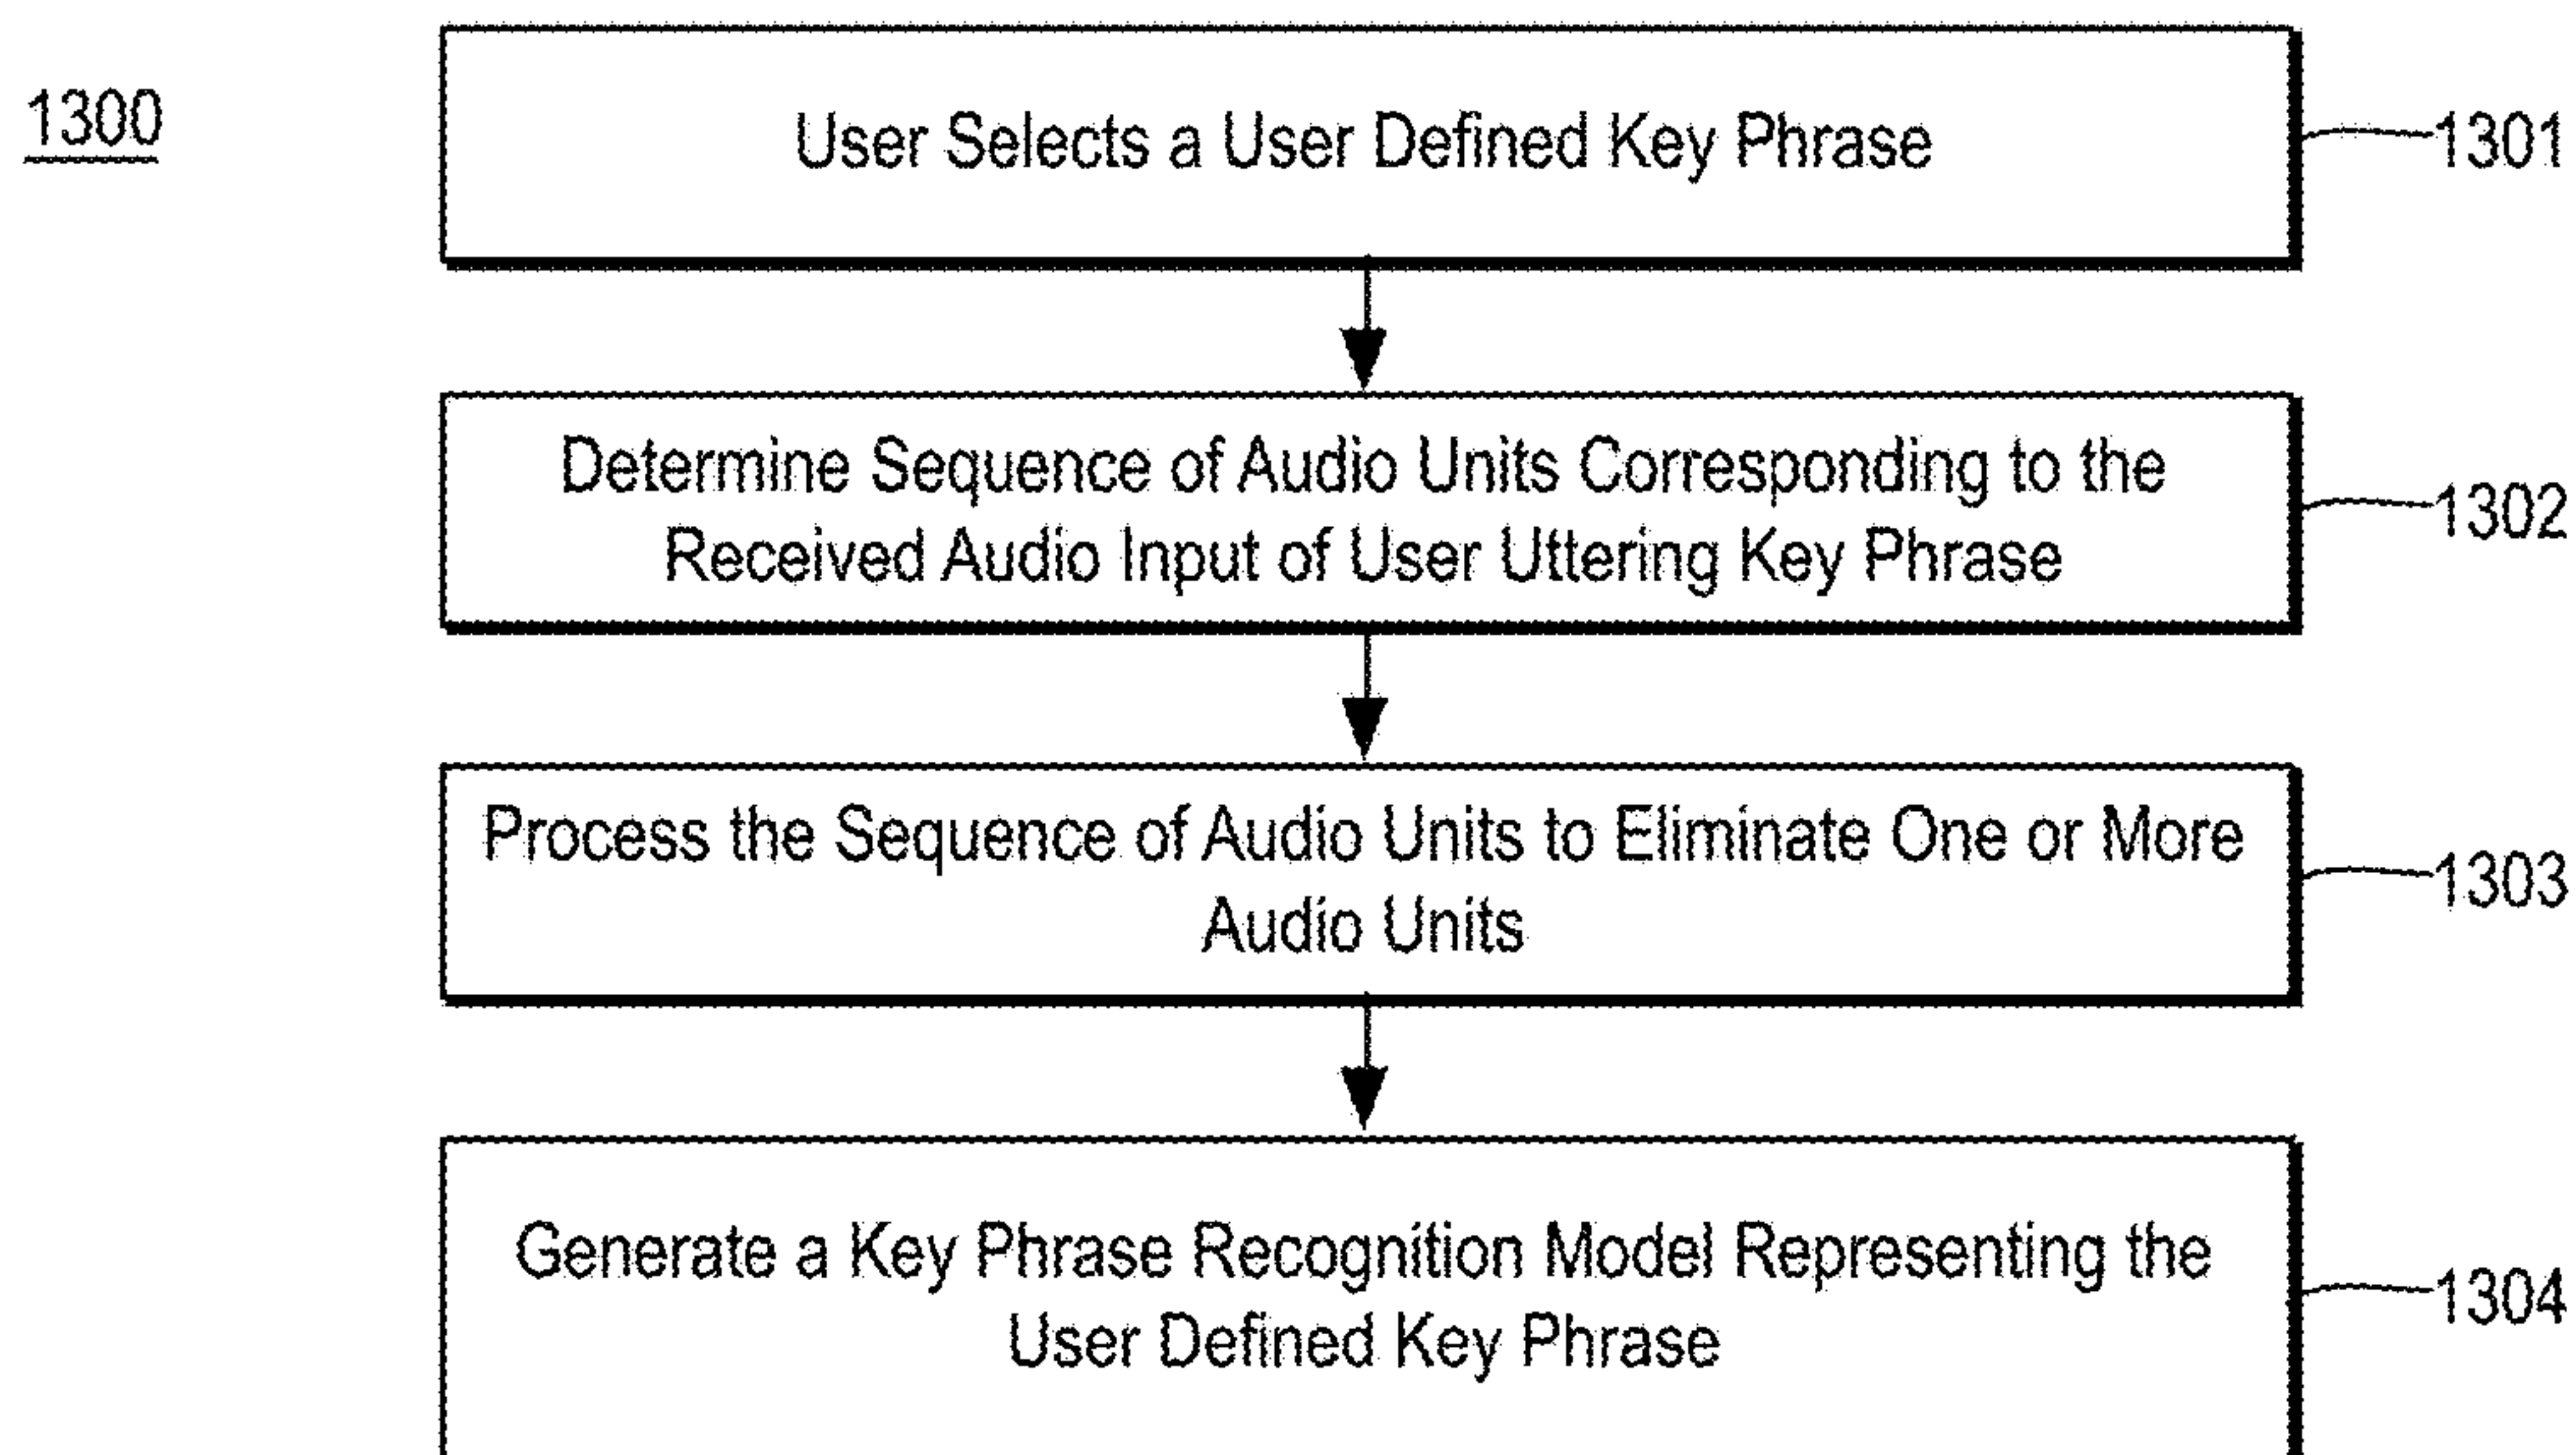 1300
User Selects a User Defined Key Phrase
1301
Determine Sequence of Audio Units Corresponding to the
Received Audio Input of User Uttering Key Phrase
1302
Process the Sequence of Audio Units to Eliminate One or More
Audio Units
1303
Generate a Key Phrase Recognition Model Representing the
User Defined Key Phrase
1304